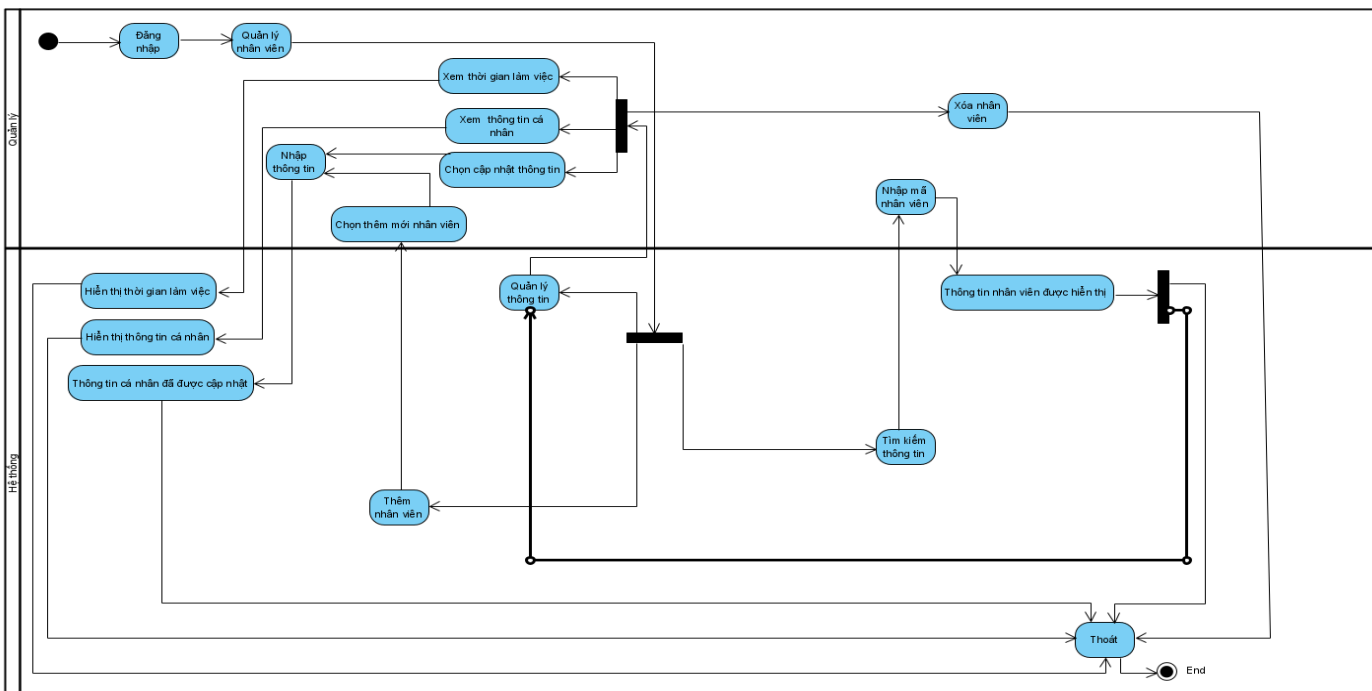 Quản lý
Đăng
nhập
Quản lý
nhân viên
Xem thời gian làm việc
Xem thông tin cá
nhân
Chọn cập nhật thông tin
Nhập
thông tin
Chọn thêm mới nhân viên
Xóa nhân
viên
Nhập mã
nhân viên
Hệ thống
Hiển thị thời gian làm việc
Hiển thị thông tin cá nhân
Thông tin cá nhân đã được cập nhật
Quản lý
thông tin
Thông tin nhân viên được hiển thị
Tìm kiếm
thông tin
Thêm
nhân viên
Thoát
End